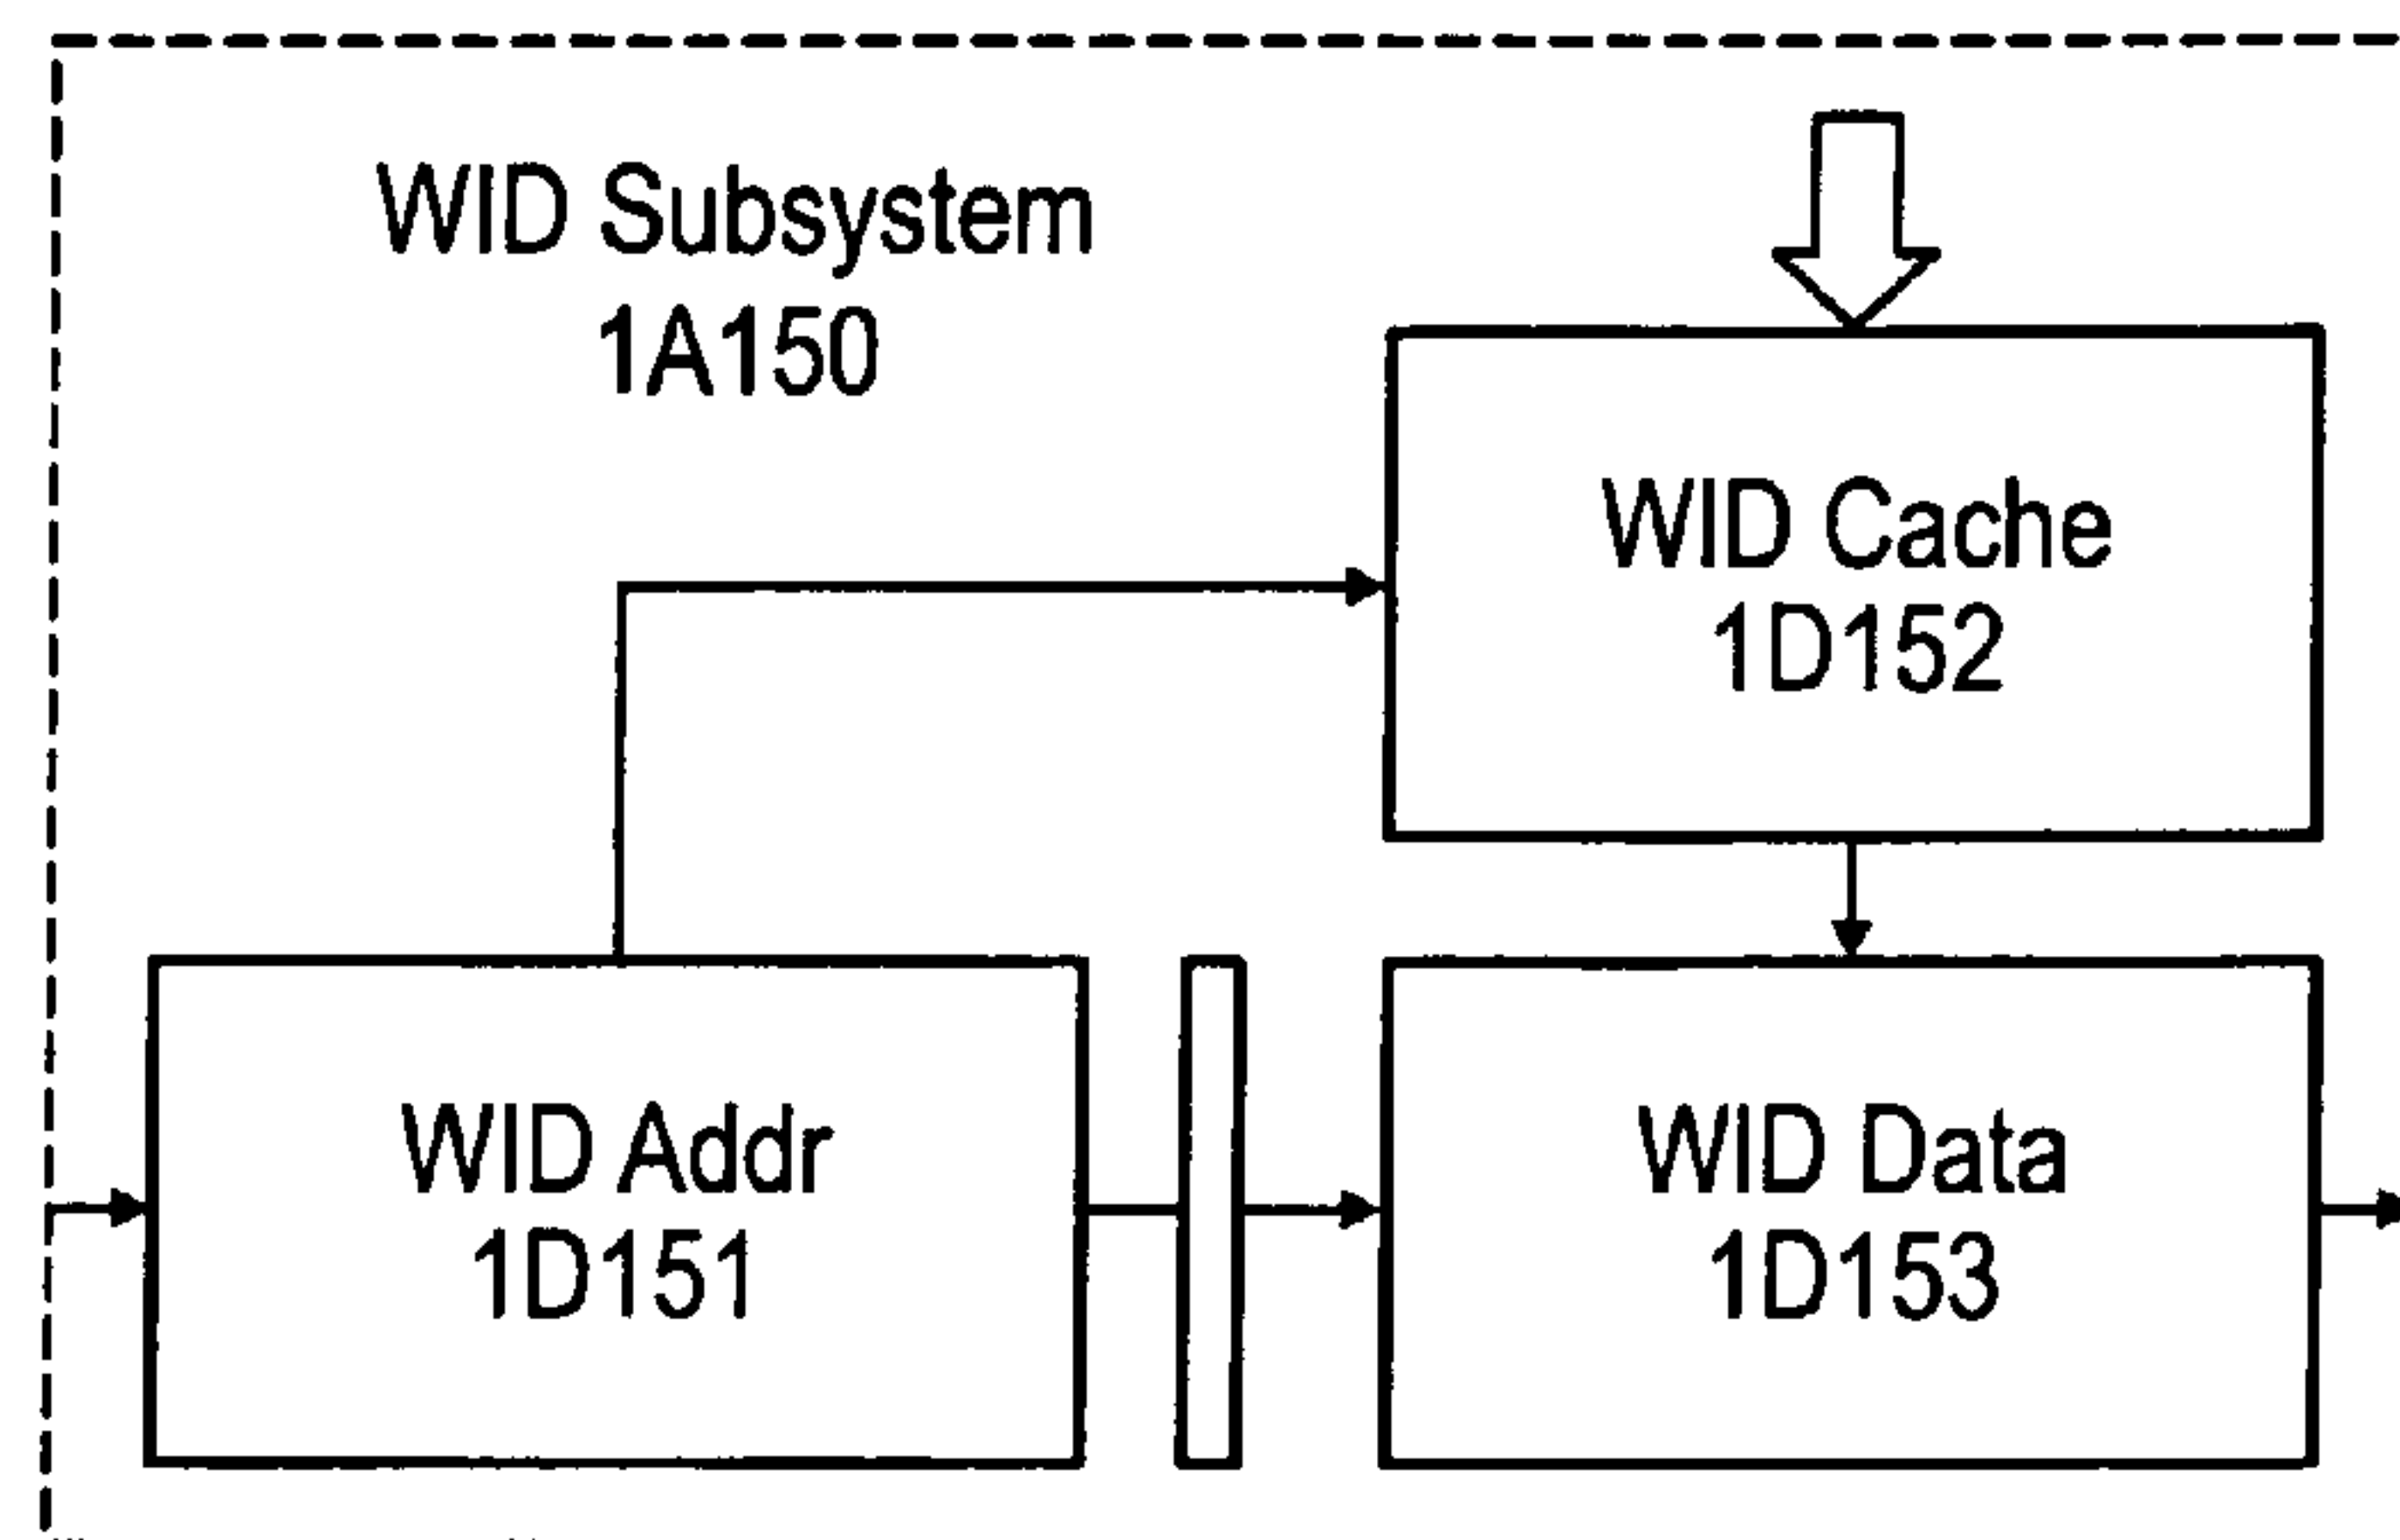 WID Subsystem
1A150
WID Cache
1D152
WID Addr
1D151
WID Data
1D153